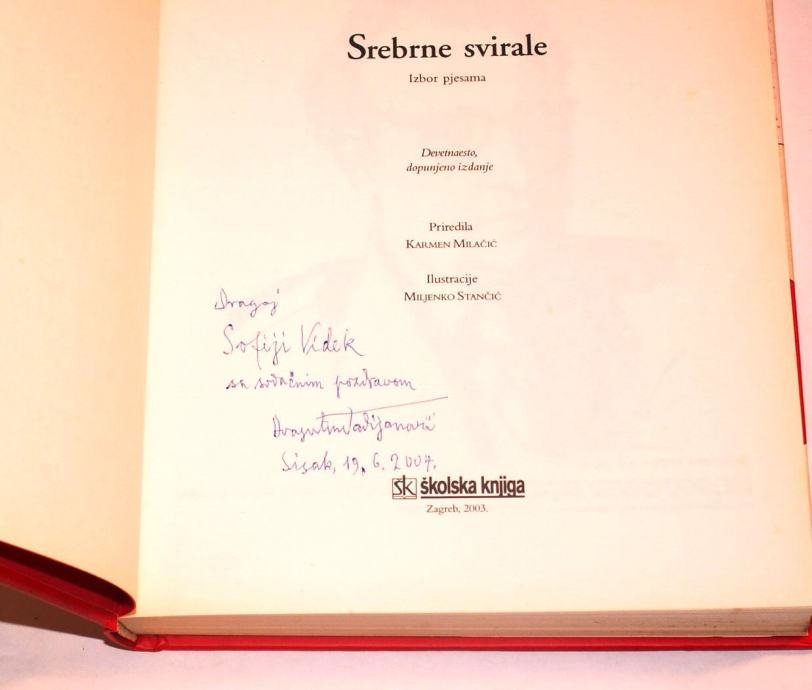 Srebrne svirale
Izbor pjesama
Devetnaesto,
dopunjeno izdanje
Priredila
KARMEN MILAČIĆ
Ilustracije
MILJENKO STANČIĆ
Dragoj
Sofiji Videk
sa srdačnim pozdravom
Dragutin Tadijanović
Sisak, 19. 6. 2004.
šk školska knjiga
Zagreb, 2003.